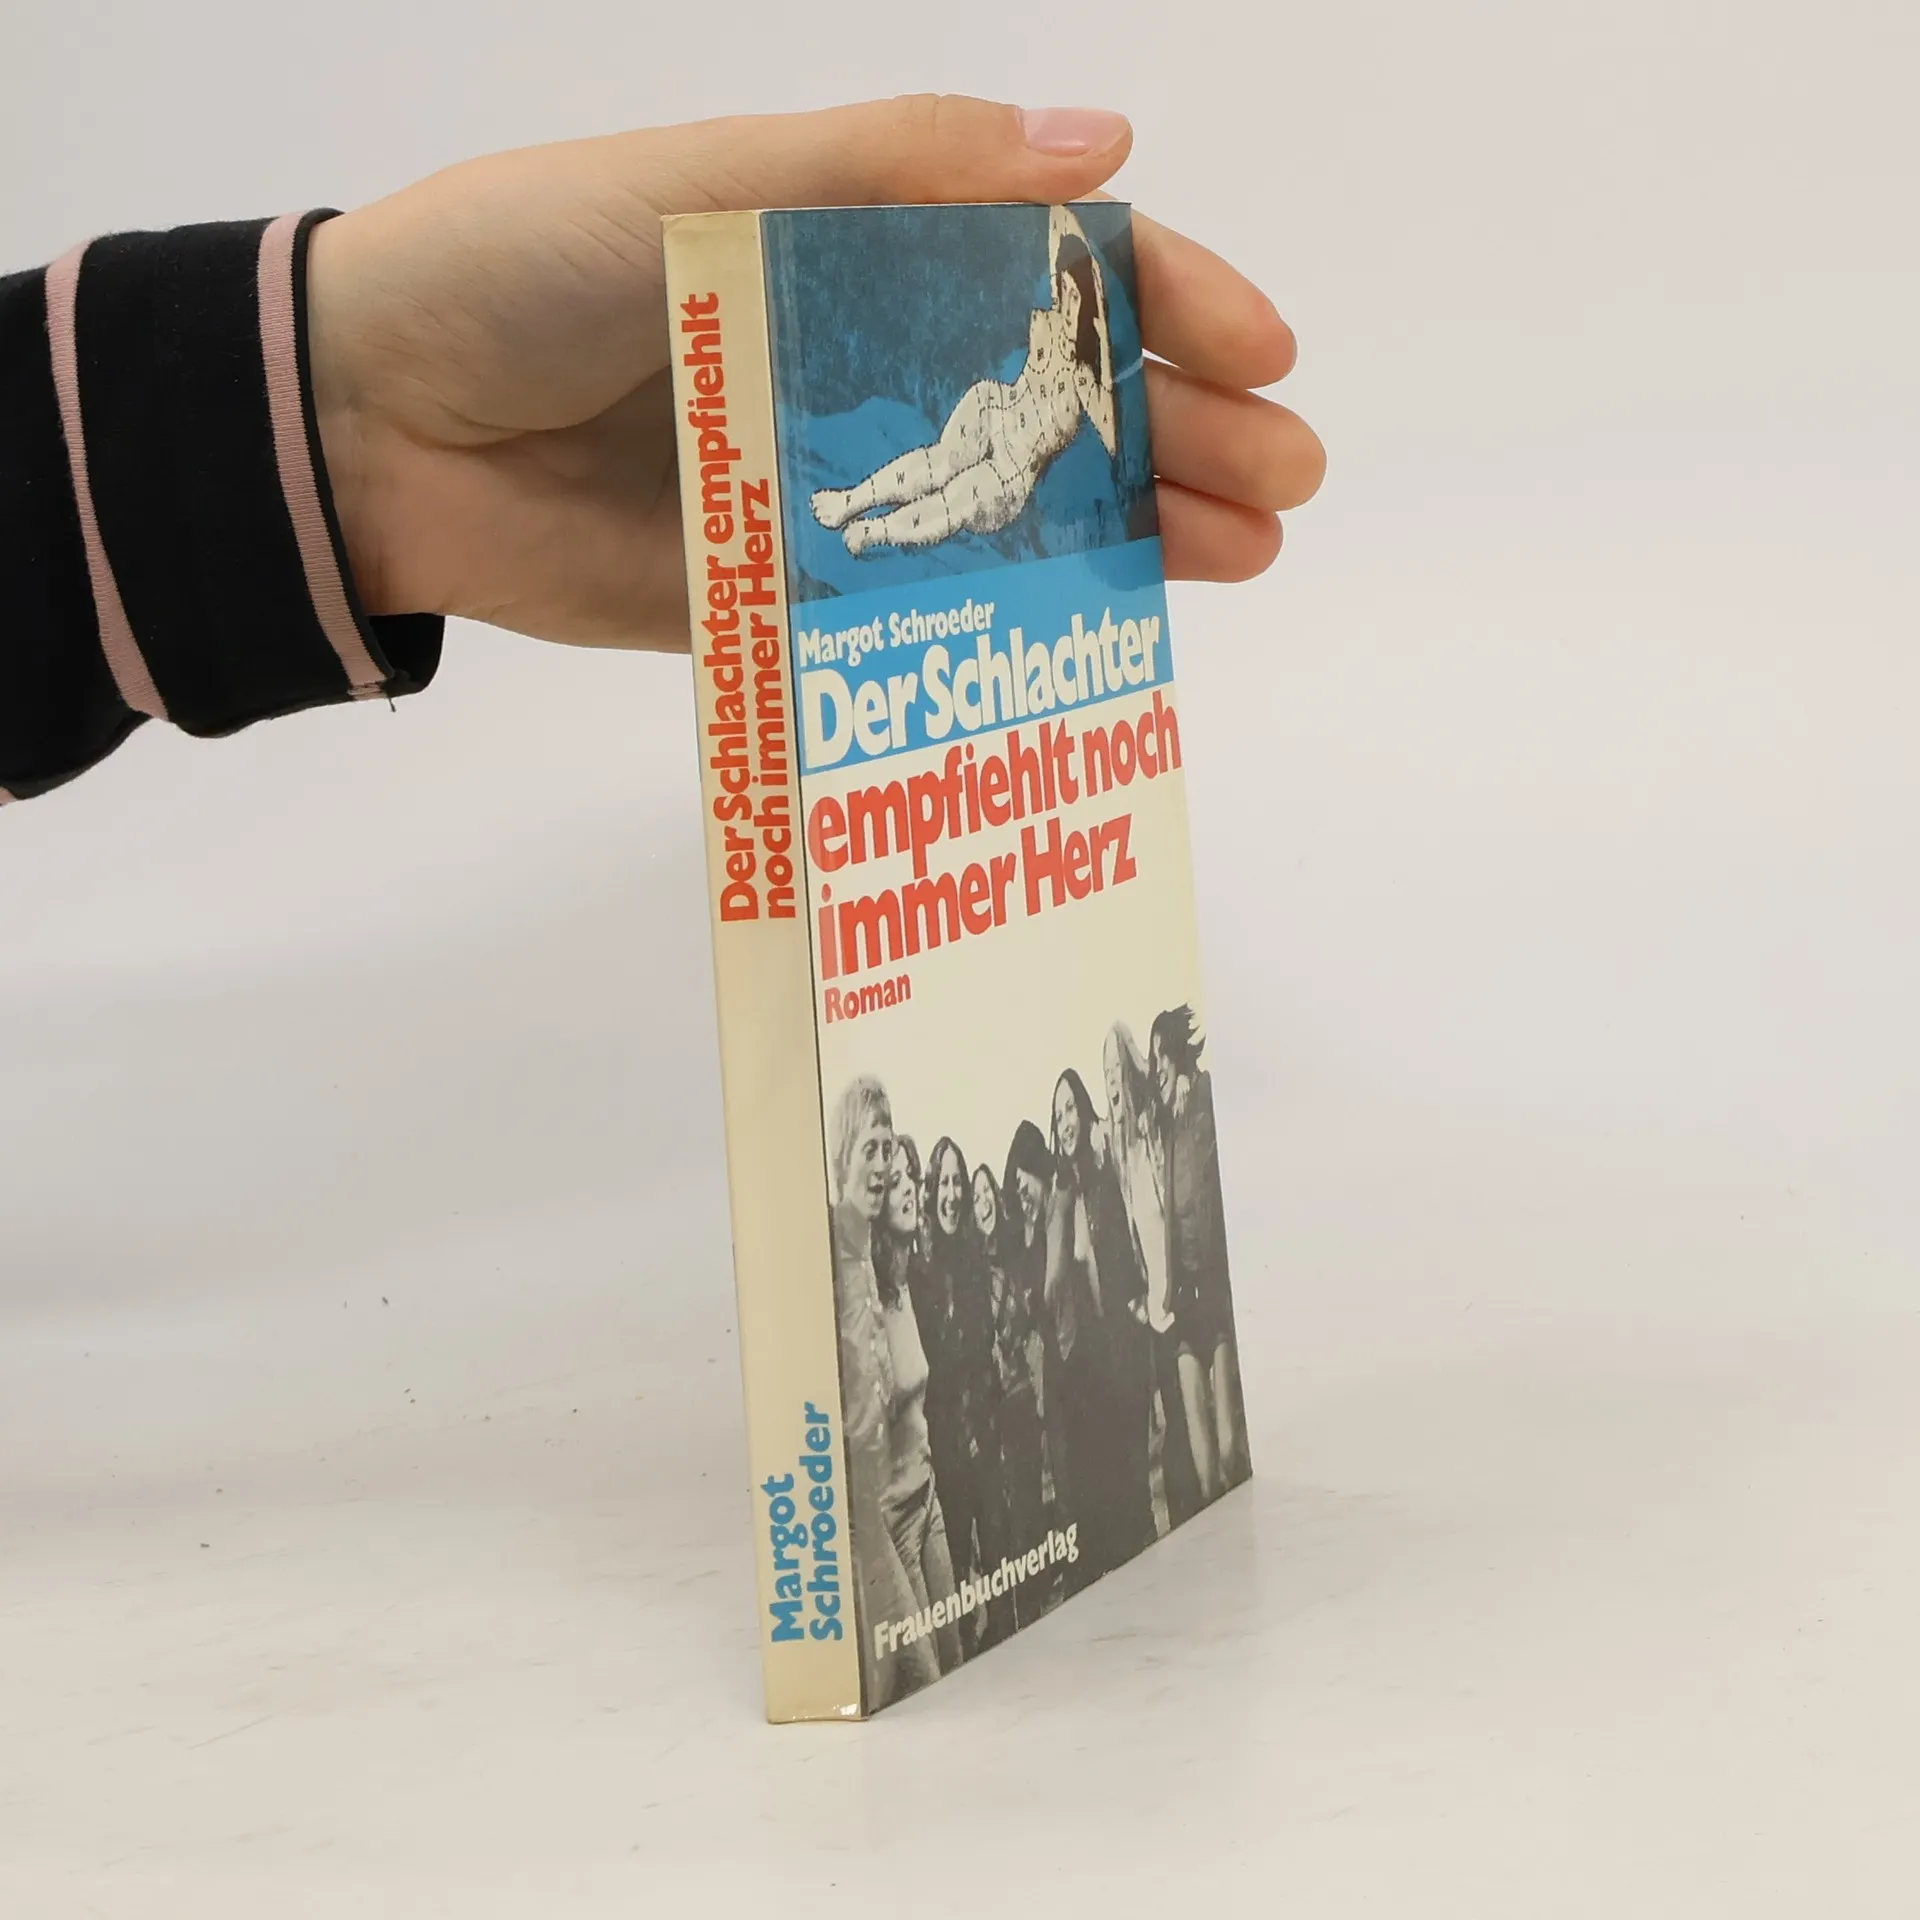 Der Schlachter empfiehlt
noch immer Herz
Margot
Schroeder
Margot Schroeder
Der Schlachter
empfiehlt noch
immer Herz
Roman
Frauenbuchverlag